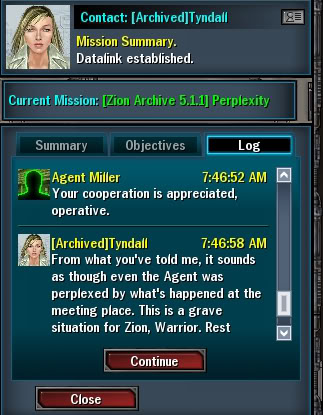 Contact: [Archived]Tyndall
Mission Summary.
Datalink established.
Current Mission: [Zion Archive 5.1.1] Perplexity
Summary
Objectives
Log
Agent Miller 7:46:52 AM
Your cooperation is appreciated,
operative.
[Archived]Tyndall 7:46:58 AM
From what you've told me, it sounds
as though even the Agent was
perplexed by what's happened at the
meeting place. This is a grave
situation for Zion, Warrior. Rest
Continue
Close